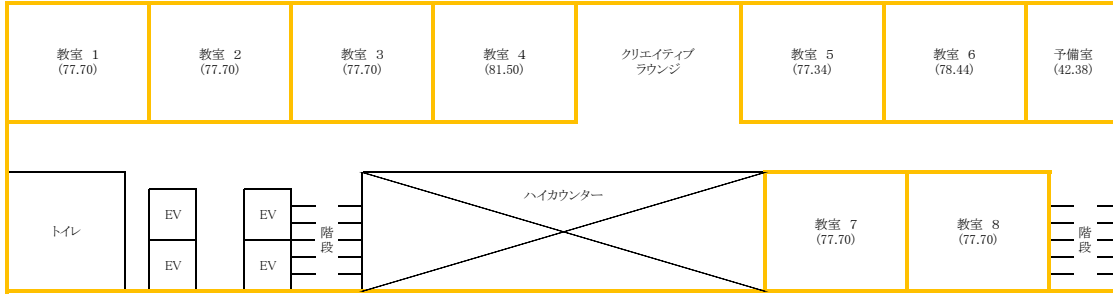 教室 1
(77.70)
教室 2
(77.70)
教室 3
(77.70)
教室 4
(81.50)
クリエイティブ
ラウンジ
教室 5
(77.34)
教室 6
(78.44)
予備室
(42.38)
トイレ
EV
EV
EV
EV
階
段
ハイカウンター
教室 7
(77.70)
教室 8
(77.70)
階
段